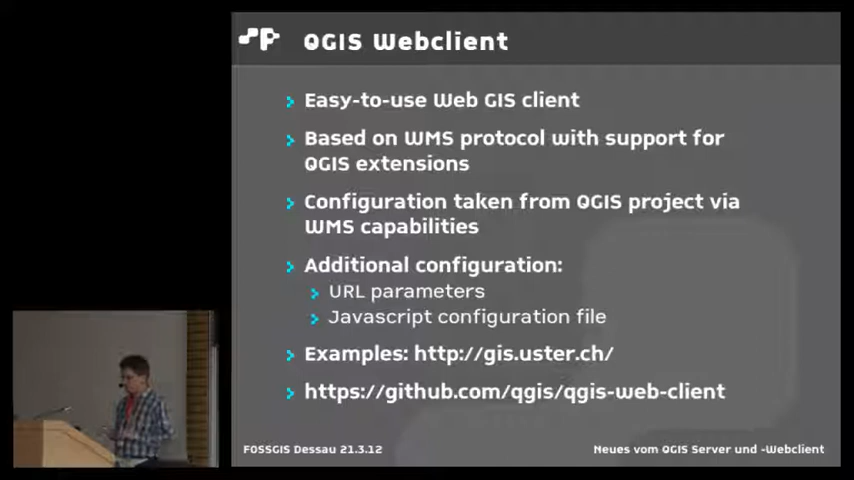 QGIS Webclient
Easy-to-use Web GIS client
Based on WMS protocol with support for
QGIS extensions
Configuration taken from QGIS project via
WMS capabilities
Additional configuration:
URL parameters
Javascript configuration file
Examples: http://gis.uster.ch/
https://github.com/qgis/qgis-web-client
FOSSGIS Dessau 21.3.12
Neues vom QGIS Server und -Webclient